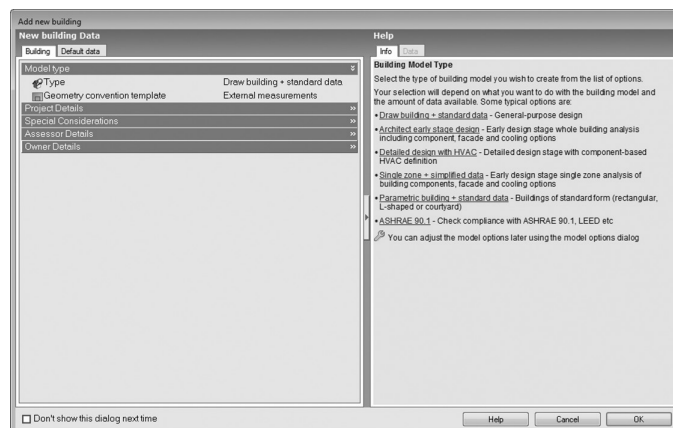 Add new building
New building Data
Building Default data
Model type
Type Draw building + standard data
Geometry convention template External measurements
Project Details
Special Considerations
Assessor Details
Owner Details
Help
Info Data
Building Model Type
Select the type of building model you wish to create from the list of options.
Your selection will depend on what you want to do with the building model and
the amount of data available. Some typical options are:
• Draw building + standard data - General-purpose design
• Architect early stage design - Early design stage whole building analysis
including component, facade and cooling options
• Detailed design with HVAC - Detailed design stage with component-based
HVAC definition
• Single zone + simplified data - Early design stage single zone analysis of
building components, facade and cooling options
• Parametric building + standard data - Buildings of standard form (rectangular,
L-shaped or courtyard)
• ASHRAE 90.1 - Check compliance with ASHRAE 90.1, LEED etc
You can adjust the model options later using the model options dialog
Don't show this dialog next time
Help Cancel OK